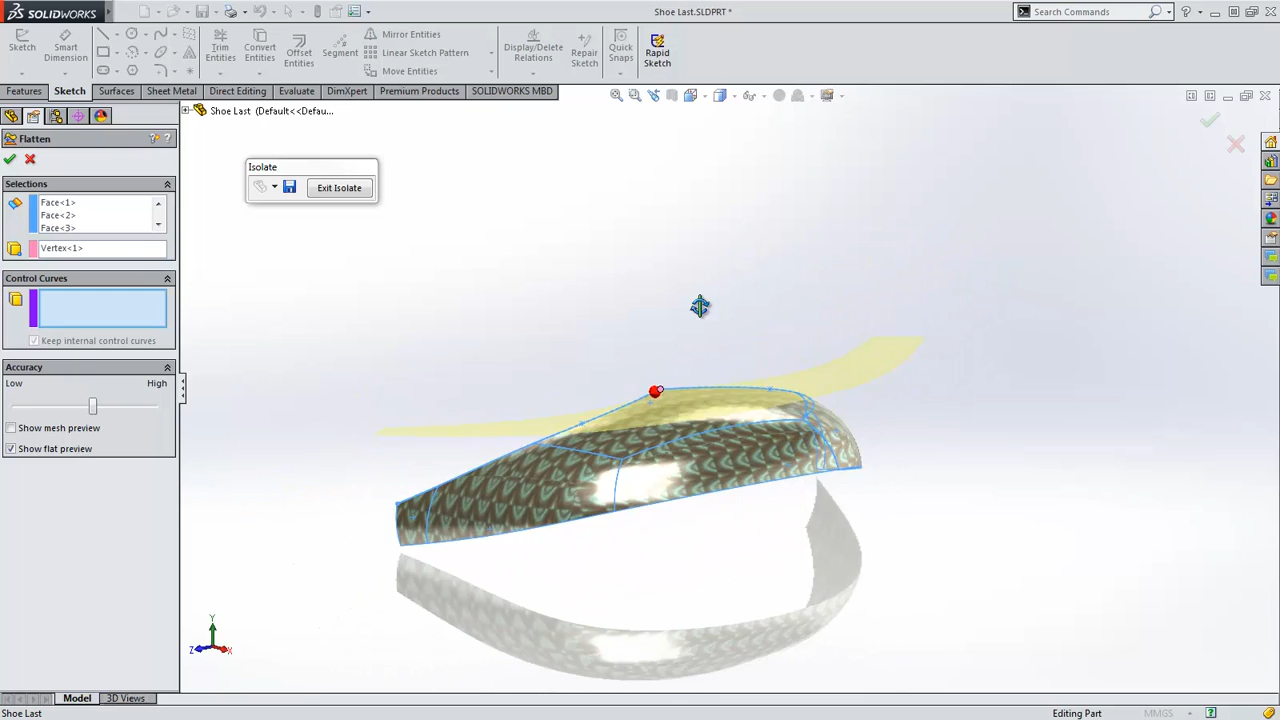 SOLIDWORKS
Shoe Last.SLDPRT *
Search Commands
Sketch
Smart Dimension
Trim Entities
Convert Entities
Offset Entities
Segment
Mirror Entities
Linear Sketch Pattern
Move Entities
Display/Delete Relations
Repair Sketch
Quick Snaps
Rapid Sketch
Features
Sketch
Surfaces
Sheet Metal
Direct Editing
Evaluate
DimXpert
Premium Products
SOLIDWORKS MBD
Shoe Last (Default<<Defau...
Flatten
Selections
Face<1>
Face<2>
Face<3>
Vertex<1>
Control Curves
Keep internal control curves
Accuracy
Low High
Show mesh preview
Show flat preview
Isolate
Exit Isolate
Y
Z X
Model 3D Views
Shoe Last
Editing Part
MMGS